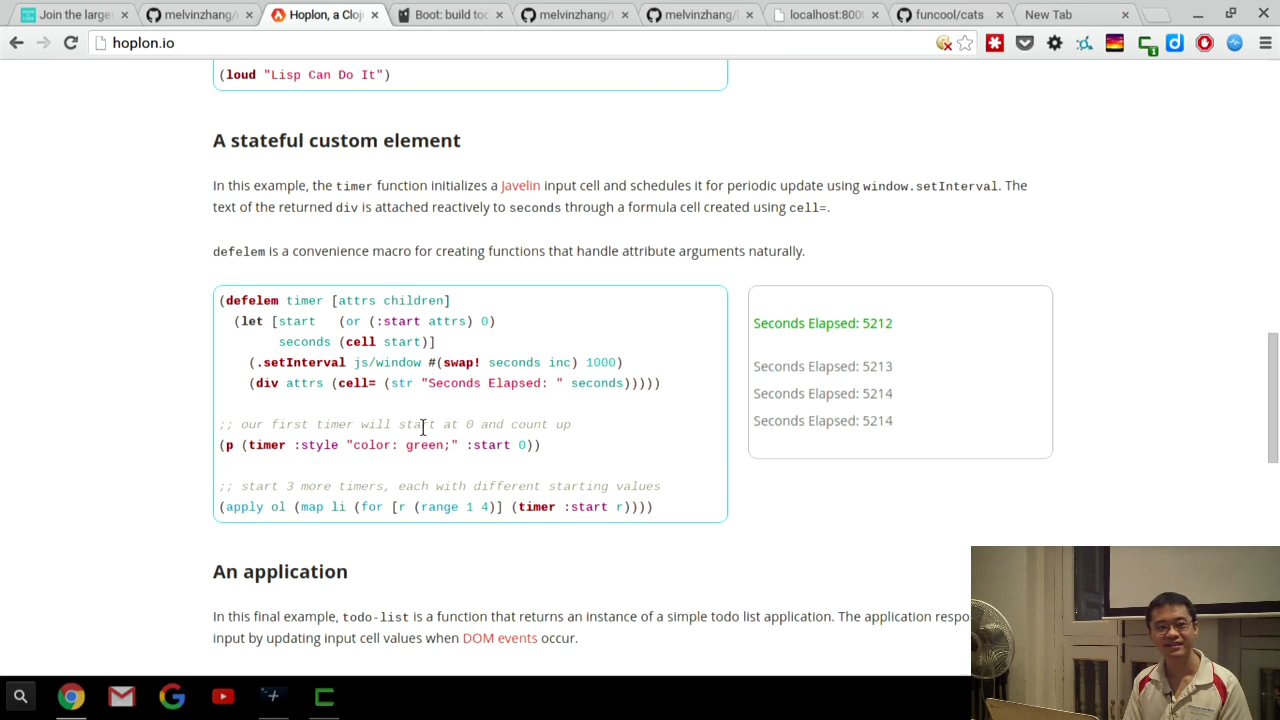 Join the large
melvinzhang/
Hoplon, a Cloj
Boot: build too
melvinzhang/
melvinzhang/
localhost:800
funcool/cats
New Tab
hoplon.io
(loud "Lisp Can Do It")
A stateful custom element
In this example, the timer function initializes a Javelin input cell and schedules it for periodic update using window.setInterval. The
text of the returned div is attached reactively to seconds through a formula cell created using cell=.
defelem is a convenience macro for creating functions that handle attribute arguments naturally.
(defelem timer [attrs children]
(let [start (or (:start attrs) 0)
seconds (cell start)]
(.setInterval js/window #(swap! seconds inc) 1000)
(div attrs (cell= (str "Seconds Elapsed: " seconds)))))
;; our first timer will start at 0 and count up
(p (timer :style "color: green;" :start 0))
;; start 3 more timers, each with different starting values
(apply ol (map li (for [r (range 1 4)] (timer :start r))))
Seconds Elapsed: 5212
Seconds Elapsed: 5213
Seconds Elapsed: 5214
Seconds Elapsed: 5214
An application
In this final example, todo-list is a function that returns an instance of a simple todo list application. The application respo
input by updating input cell values when DOM events occur.